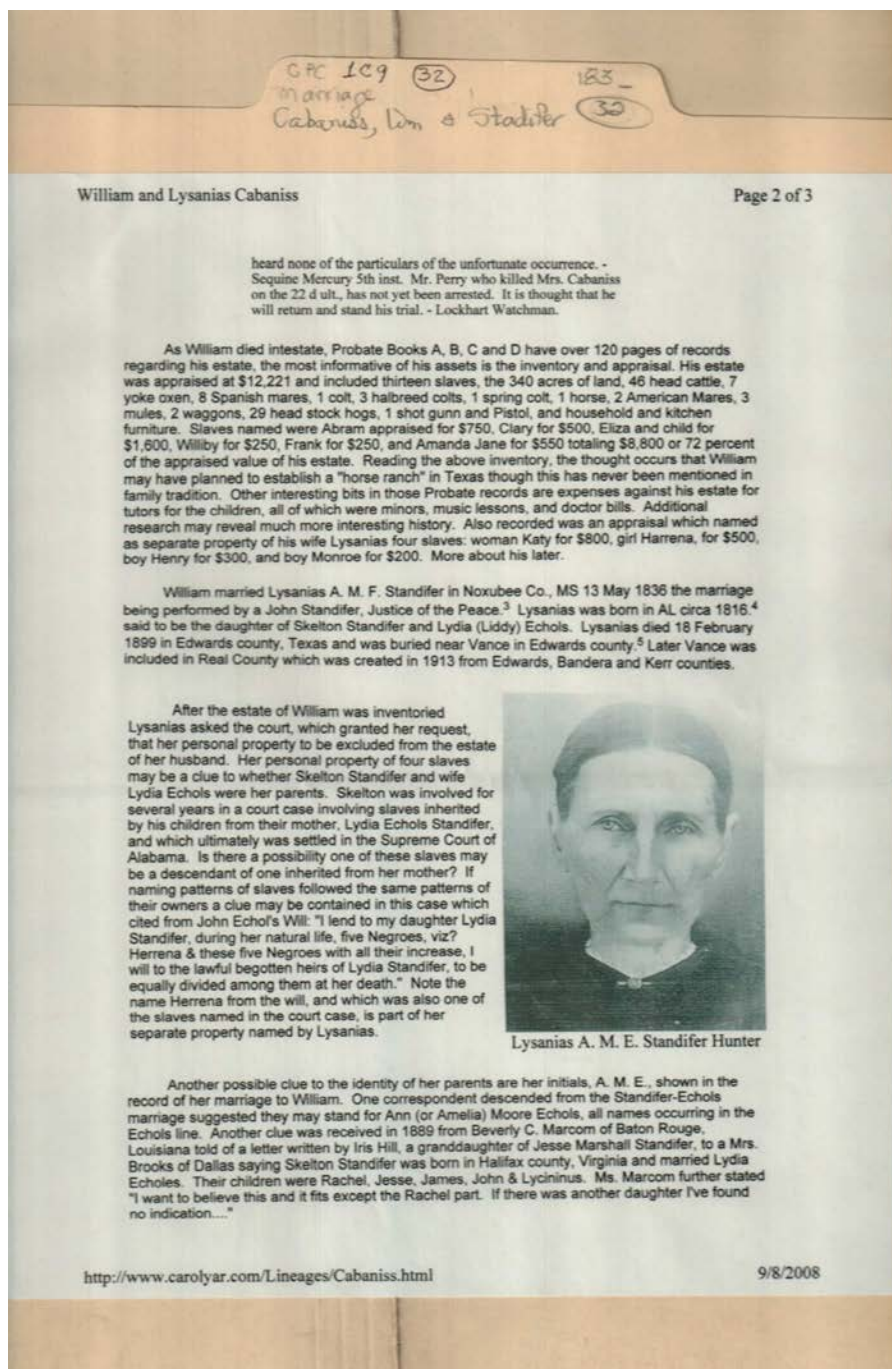 CPC 1C9 (32) 183_
Marriage
Cabaness, Wm & Stadifer (32)
William and Lysanias Cabaniss Page 2 of 3
heard none of the particulars of the unfortunate occurrence. -
Sequine Mercury 5th inst. Mr. Perry who killed Mrs. Cabaniss
on the 22 d ult., has not yet been arrested. It is thought that he
will return and stand his trial. - Lockhart Watchman.
As William died intestate, Probate Books A, B, C and D have over 120 pages of records
regarding his estate, the most informative of his assets is the inventory and appraisal. His estate
was appraised at $12,221 and included thirteen slaves, the 340 acres of land, 46 head cattle, 7
yoke oxen, 8 Spanish mares, 1 colt, 3 halbreed colts, 1 spring colt, 1 horse, 2 American Mares, 3
mules, 2 waggons, 29 head stock hogs, 1 shot gunn and Pistol, and household and kitchen
furniture. Slaves named were Abram appraised for $750, Clary for $500, Eliza and child for
$1,600, Williby for $250, Frank for $250, and Amanda Jane for $550 totaling $8,800 or 72 percent
of the appraised value of his estate. Reading the above inventory, the thought occurs that William
may have planned to establish a "horse ranch" in Texas though this has never been mentioned in
family tradition. Other interesting bits in those Probate records are expenses against his estate for
tutors for the children, all of which were minors, music lessons, and doctor bills. Additional
research may reveal much more interesting history. Also recorded was an appraisal which named
as separate property of his wife Lysanias four slaves: woman Katy for $800, girl Harrena, for $500,
boy Henry for $300, and boy Monroe for $200. More about his later.
William married Lysanias A. M. F. Standifer in Noxubee Co., MS 13 May 1836 the marriage
being performed by a John Standifer, Justice of the Peace.3 Lysanias was born in AL circa 1816.4
said to be the daughter of Skelton Standifer and Lydia (Liddy) Echols. Lysanias died 18 February
1899 in Edwards county, Texas and was buried near Vance in Edwards county.5 Later Vance was
included in Real County which was created in 1913 from Edwards, Bandera and Kerr counties.
After the estate of William was inventoried
Lysanias asked the court, which granted her request,
that her personal property to be excluded from the estate
of her husband. Her personal property of four slaves
may be a clue to whether Skelton Standifer and wife
Lydia Echols were her parents. Skelton was involved for
several years in a court case involving slaves inherited
by his children from their mother, Lydia Echols Standifer,
and which ultimately was settled in the Supreme Court of
Alabama. Is there a possibility one of these slaves may
be a descendant of one inherited from her mother? If
naming patterns of slaves followed the same patterns of
their owners a clue may be contained in this case which
cited from John Echol's Will: "I lend to my daughter Lydia
Standifer, during her natural life, five Negroes, viz?
Herrena & these five Negroes with all their increase, I
will to the lawful begotten heirs of Lydia Standifer, to be
equally divided among them at her death." Note the
name Herrena from the will, and which was also one of
the slaves named in the court case, is part of her
separate property named by Lysanias.
Lysanias A. M. E. Standifer Hunter
Another possible clue to the identity of her parents are her initials, A. M. E., shown in the
record of her marriage to William. One correspondent descended from the Standifer-Echols
marriage suggested they may stand for Ann (or Amelia) Moore Echols, all names occurring in the
Echols line. Another clue was received in 1889 from Beverly C. Marcom of Baton Rouge,
Louisiana told of a letter written by Iris Hill, a granddaughter of Jesse Marshall Standifer, to a Mrs.
Brooks of Dallas saying Skelton Standifer was born in Halifax county, Virginia and married Lydia
Echoles. Their children were Rachel, Jesse, James, John & Lycininus. Ms. Marcom further stated
"I want to believe this and it fits except the Rachel part. If there was another daughter I've found
no indication...."
http://www.carolyar.com/Lineages/Cabaniss.html 9/8/2008